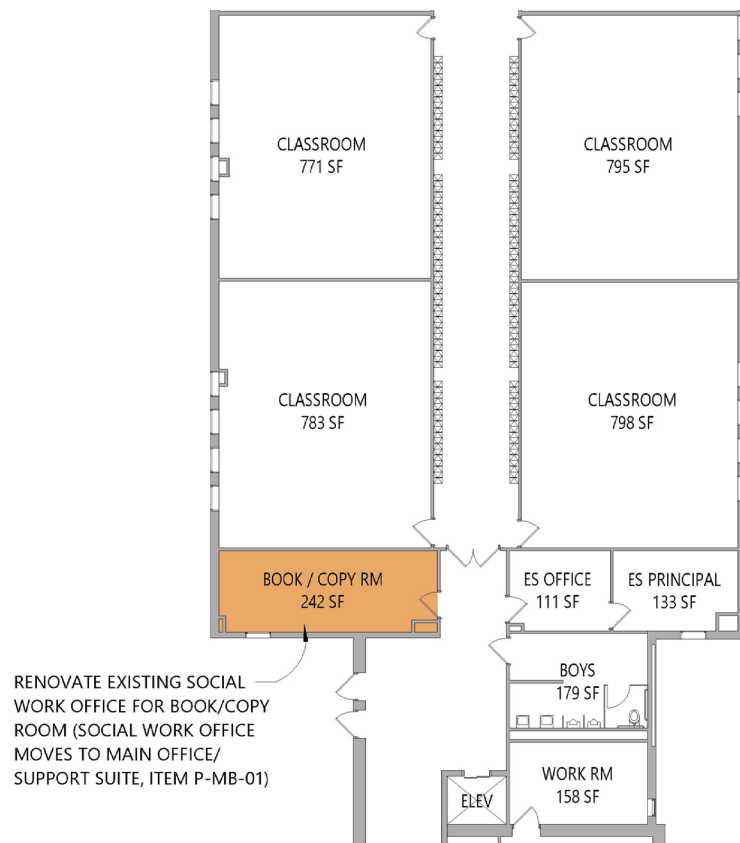 CLASSROOM
771 SF
CLASSROOM
795 SF
CLASSROOM
783 SF
CLASSROOM
798 SF
BOOK / COPY RM
242 SF
ES OFFICE
111 SF
ES PRINCIPAL
133 SF
BOYS
179 SF
RENOVATE EXISTING SOCIAL
WORK OFFICE FOR BOOK/COPY
ROOM (SOCIAL WORK OFFICE
MOVES TO MAIN OFFICE/
SUPPORT SUITE, ITEM P-MB-01)
ELEV
WORK RM
158 SF